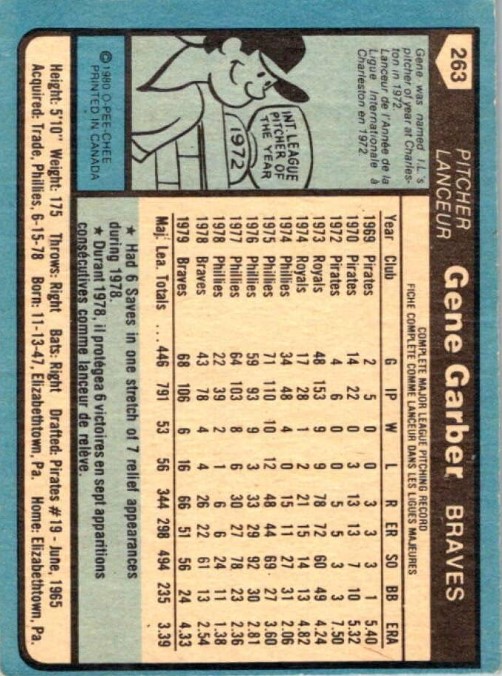 263
PITCHER
LANCEUR
Gene Garber BRAVES
Gene was named I.L.'s
pitcher of year at Charles-
ton in 1972.
Lanceur de l'Année de la
Ligue Internationale à
Charleston en 1972
INT. LEAGUE
PITCHER OF
THE YEAR
1972
© 1980 O-PEE-CHEE
PRINTED IN CANADA
COMPLETE MAJOR LEAGUE PITCHING RECORD
FICHE COMPLETE COMME LANCEUR DANS LES LIGUES MAJEURES
Year Club G IP W L R ER SO BB ERA
1969 Pirates 2 5 0 0 3 3 3 1 5.40
1970 Pirates 14 22 0 3 13 13 7 10 5.32
1972 Pirates 4 6 0 0 5 5 3 3 7.50
1973 Royals 48 153 9 9 78 72 60 49 4.24
1974 Royals 17 28 1 2 21 15 14 13 4.82
1974 Phillies 34 48 4 0 15 11 27 31 2.06
1975 Phillies 71 110 10 12 48 44 69 27 3.60
1976 Phillies 59 93 9 3 33 29 92 30 2.81
1977 Phillies 64 103 8 6 30 27 78 23 2.36
1978 Phillies 22 39 2 1 6 6 24 11 1.38
1978 Braves 43 78 4 4 26 22 61 13 2.54
1979 Braves 68 106 6 16 66 51 56 24 4.33
Maj. Lea. Totals ... 446 791 53 56 344 298 494 235 3.39
★ Had 6 Saves in one stretch of 7 relief appearances
during 1978.
★ Durant 1978, il protégea 6 victoires en sept apparitions
consécutives comme lanceur de relève.
Height: 5'10" Weight: 175 Throws: Right Bats: Right Drafted: Pirates #19 - June, 1965
Acquired: Trade, Phillies, 6-15-78 Born: 11-13-47, Elizabethtown, Pa. Home: Elizabethtown, Pa.